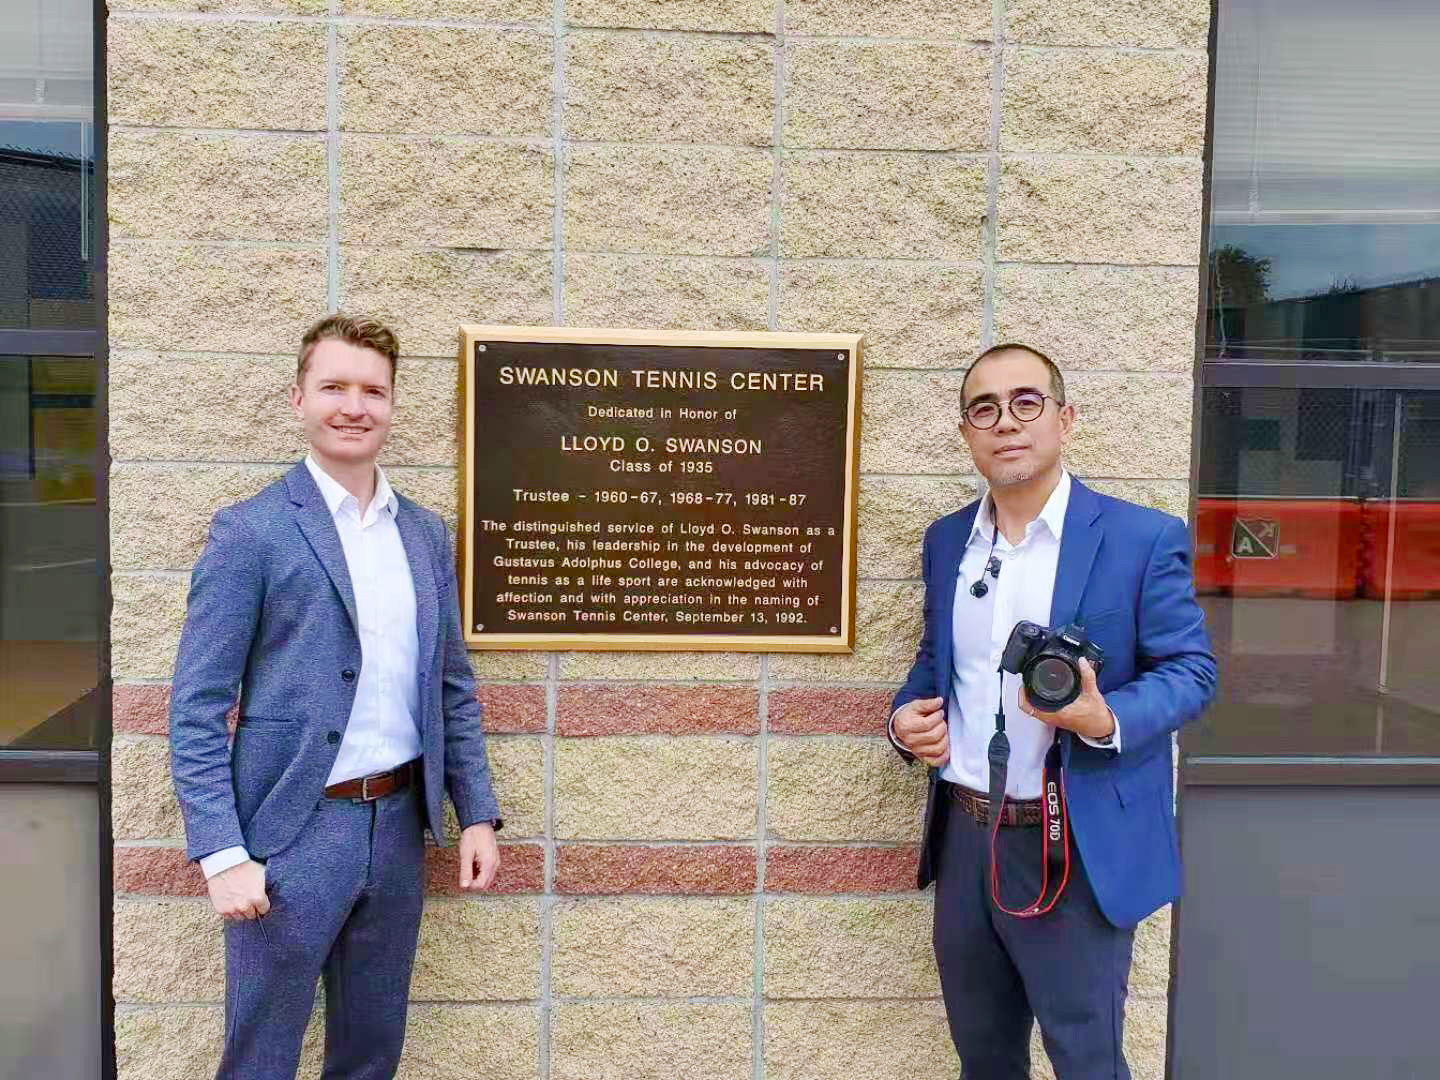 SWANSON TENNIS CENTER
Dedicated in Honor of
LLOYD O. SWANSON
Class of 1935
Trustee - 1960-67, 1968-77, 1981-87
The distinguished service of Lloyd O. Swanson as a
Trustee, his leadership in the development of
Gustavus Adolphus College, and his advocacy of
tennis as a life sport are acknowledged with
affection and with appreciation in the naming of
Swanson Tennis Center, September 13, 1992.
Canon
EOS 70D